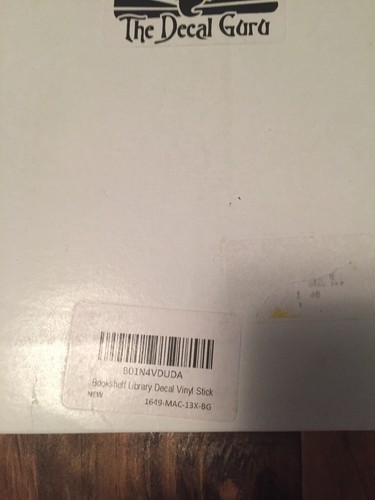 The Decal Guru
B01N4VDUDA
Bookshelf Library Decal Vinyl Stick
NEW
1649-MAC-13X-BG